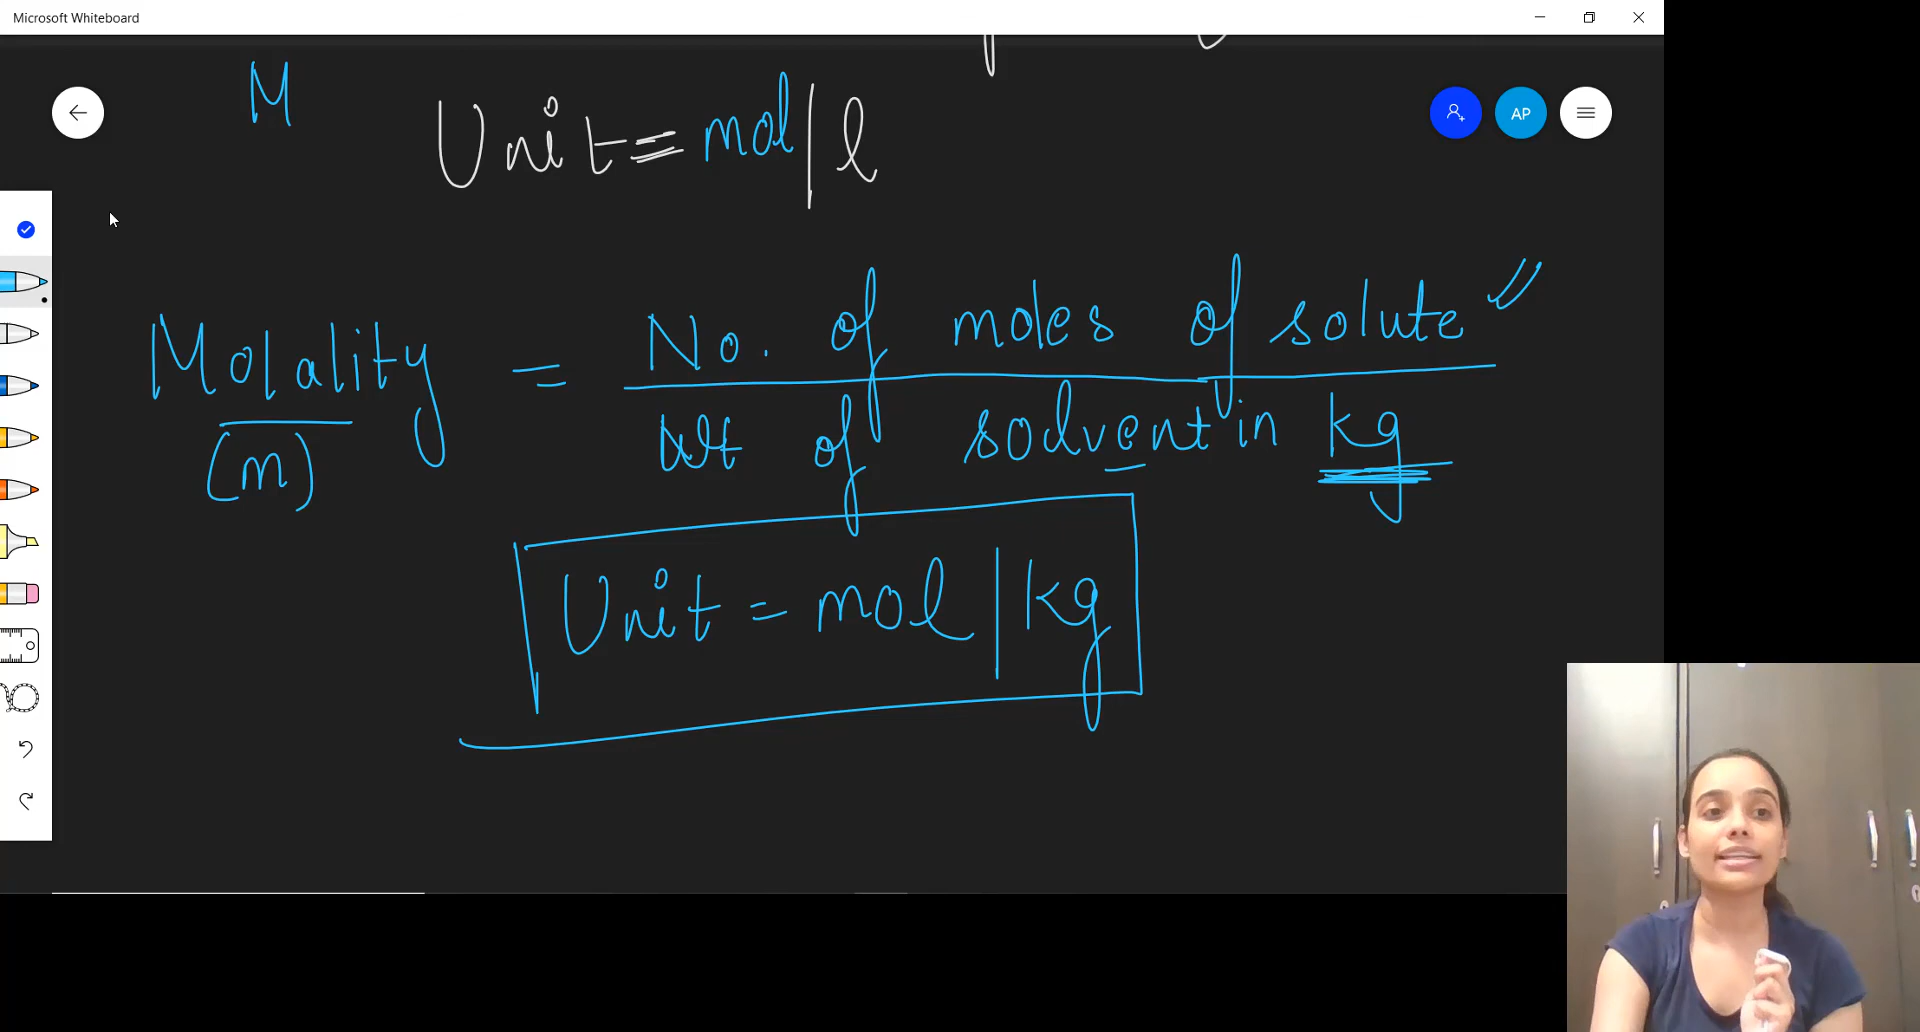 Microsoft Whiteboard
M
Unit = mol | l
AP
Molality = No. of moles of solute
(m) Wt of solvent in kg
Unit = mol | kg